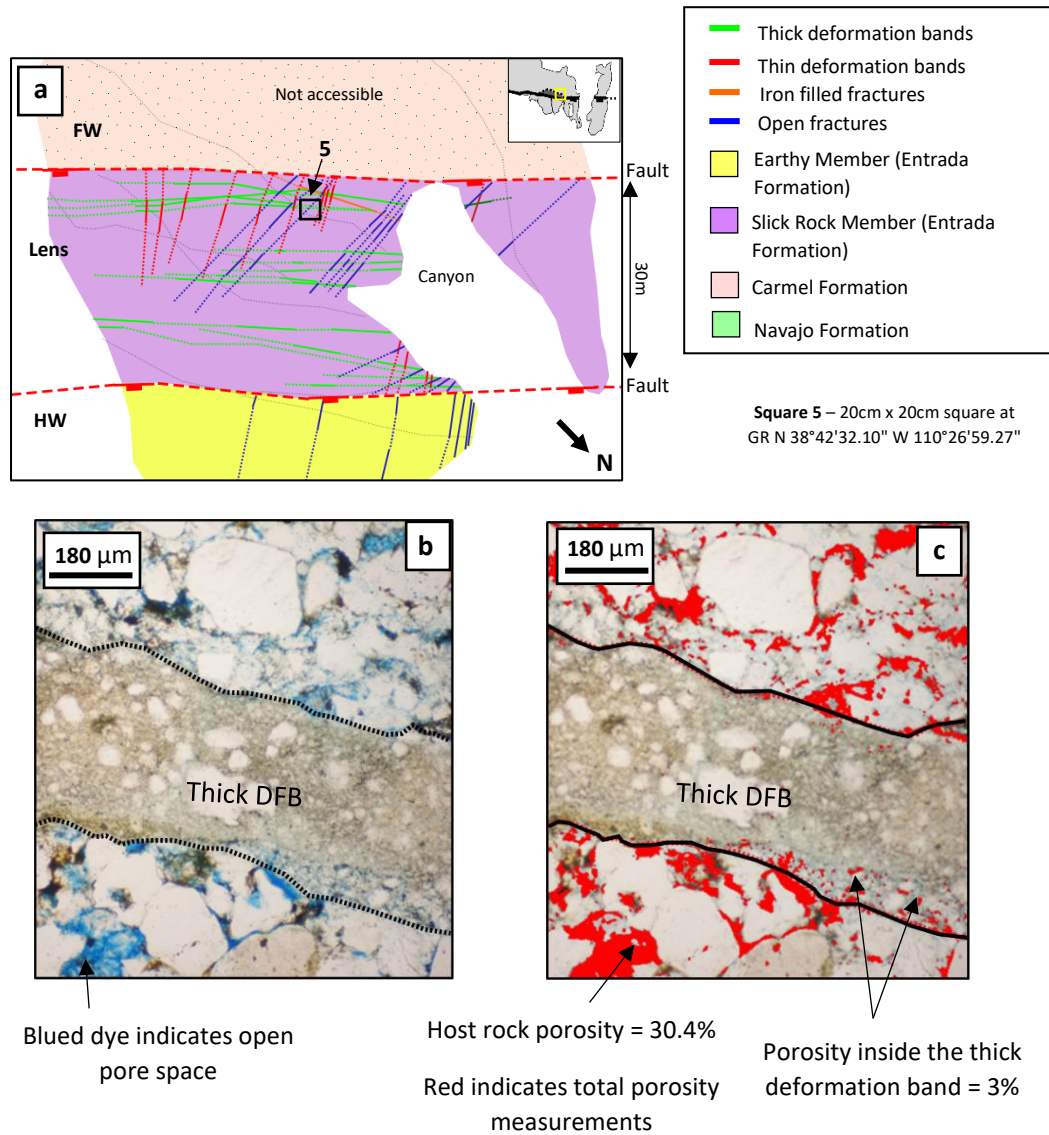 a
Not accessible
FW
5
Fault
Lens
Canyon
30m
Fault
HW
N
Thick deformation bands
Thin deformation bands
Iron filled fractures
Open fractures
Earthy Member (Entrada
Formation)
Slick Rock Member (Entrada
Formation)
Carmel Formation
Navajo Formation
Square 5 – 20cm x 20cm square at
GR N 38°42'32.10" W 110°26'59.27"
180 µm
b
Thick DFB
180 µm
c
Thick DFB
Blued dye indicates open
pore space
Host rock porosity = 30.4%
Red indicates total porosity
measurements
Porosity inside the thick
deformation band = 3%